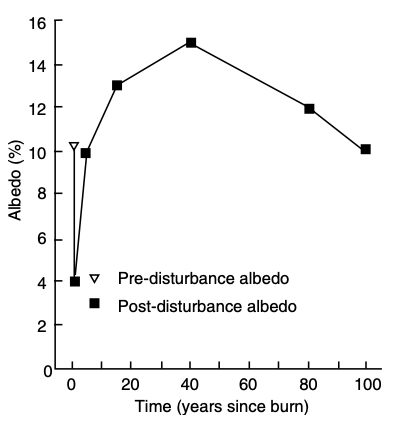 Albedo (%)
16
14
12
10
8
6
4
2
0
Pre-disturbance albedo
Post-disturbance albedo
0 20 40 60 80 100
Time (years since burn)